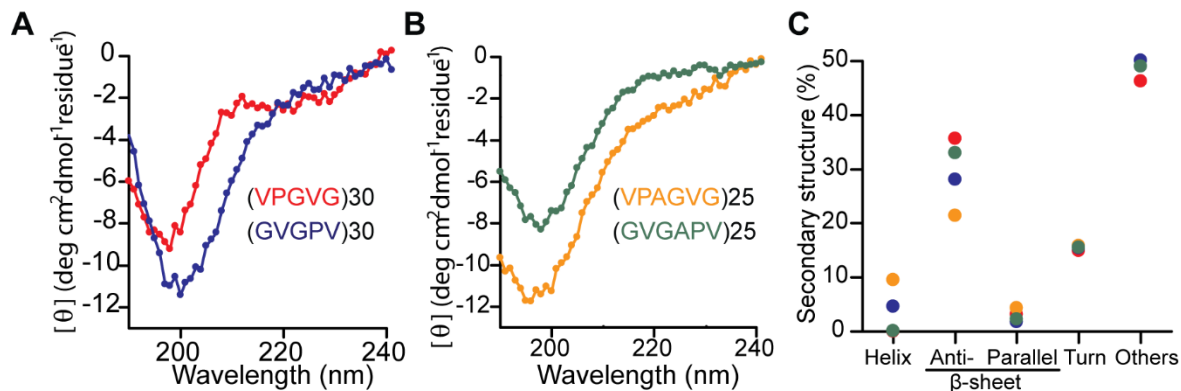 A
[θ] (deg cm2dmol-1residue-1)
0
-2
-4
-6
-8
-10
-12
(VPGVG)30
(GVGPV)30
200
220
240
Wavelength (nm)
B
[θ] (deg cm2dmol-1residue-1)
0
-2
-4
-6
-8
-10
-12
(VPAGVG)25
(GVGAPV)25
200
220
240
Wavelength (nm)
C
Secondary structure (%)
50
40
30
20
10
0
Helix
Anti-
Parallel
Turn
Others
β-sheet